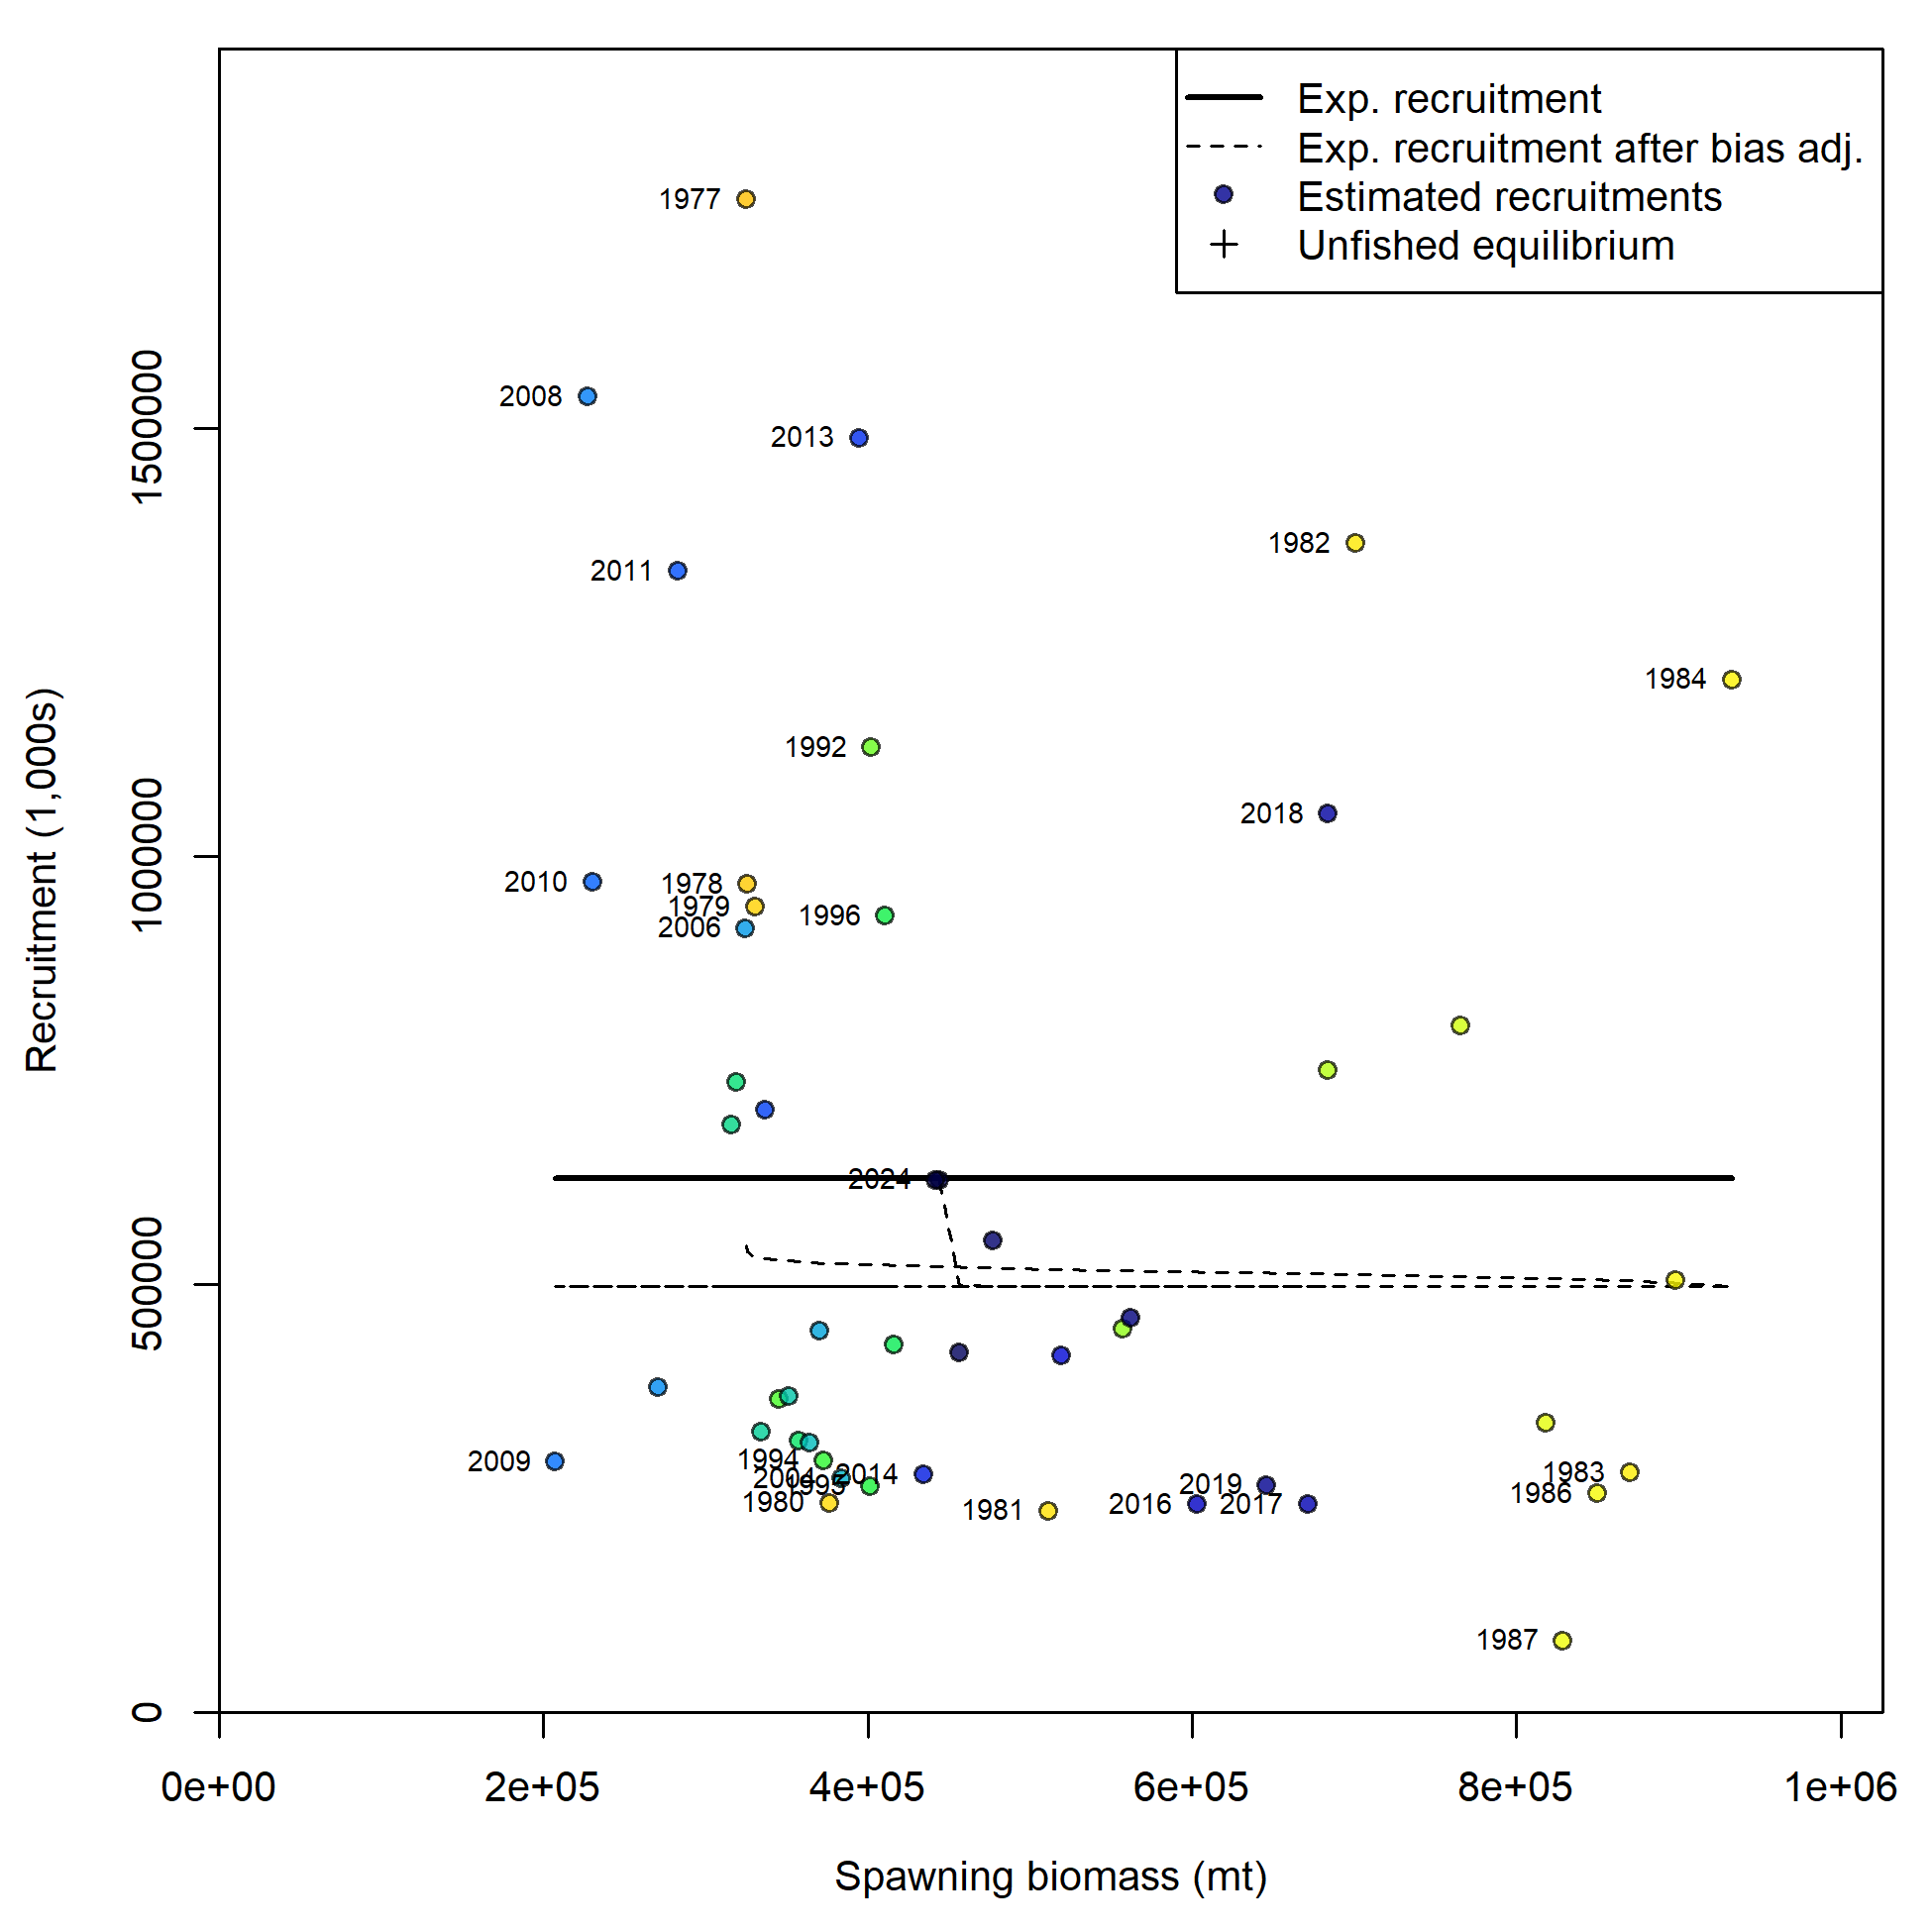 Exp. recruitment
Exp. recruitment after bias adj.
Estimated recruitments
Unfished equilibrium
1977
2008
2013
1982
2011
1984
1992
2018
2010
1978
1979
1996
2006
2024
1994
2009
2004
2014
1995
1980
1981
2019
2016
2017
1983
1986
1987
Recruitment (1,000s)
1500000
1000000
500000
0
0e+00
2e+05
4e+05
6e+05
8e+05
1e+06
Spawning biomass (mt)